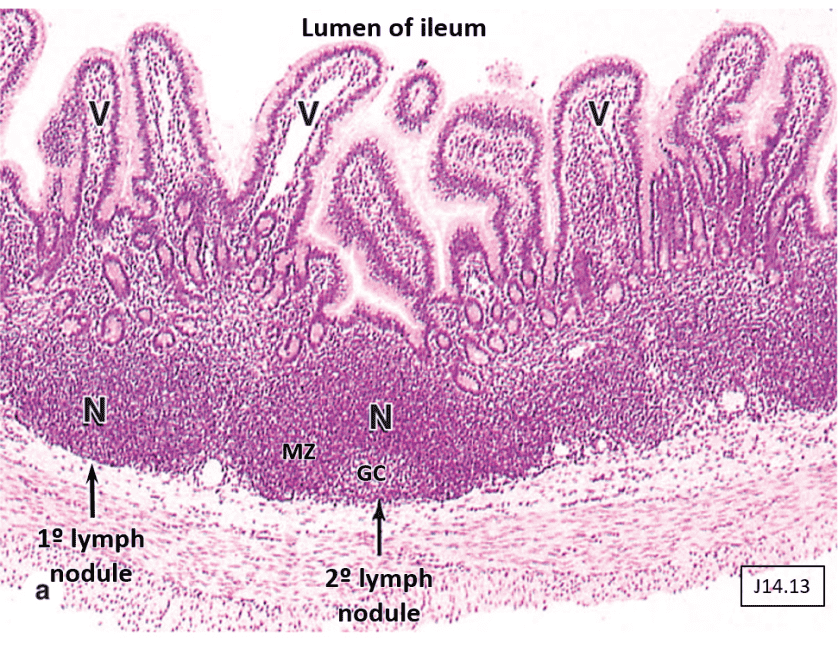 Lumen of ileum
V
V
V
N
N
MZ
GC
1º lymph
nodule
2º lymph
nodule
a
J14.13